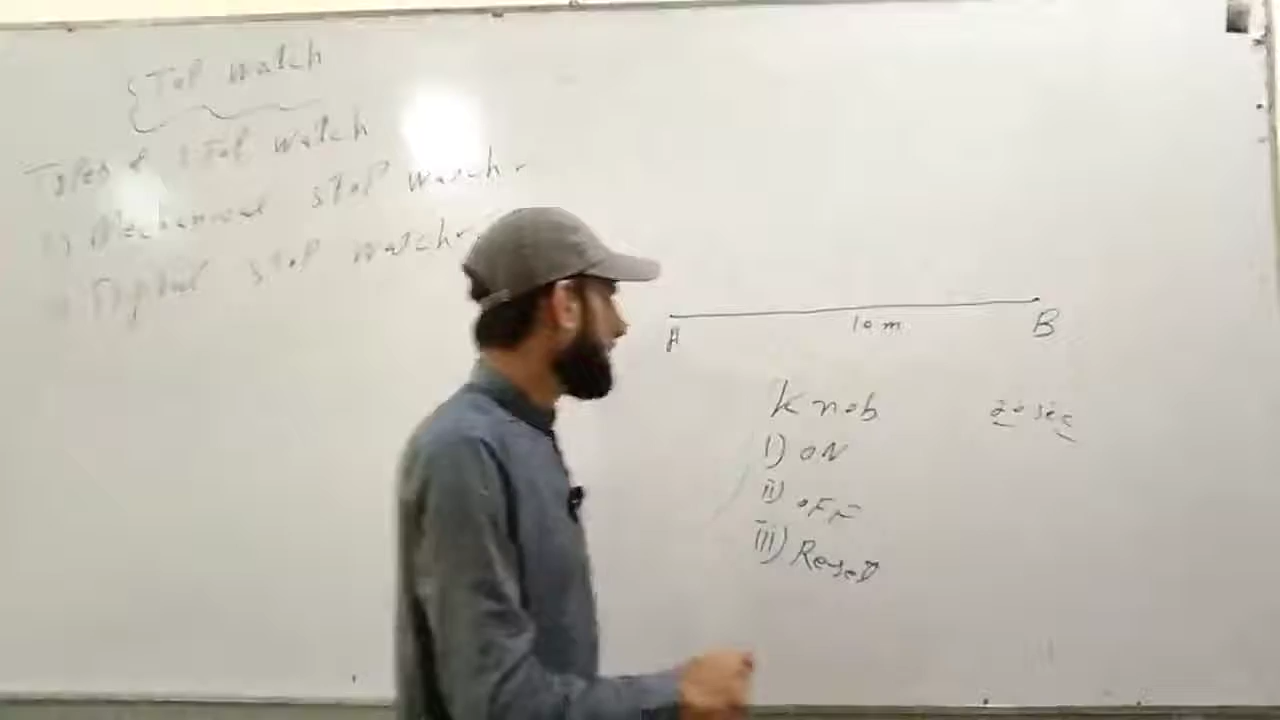 Stop watch
Types of stop watch
i) Mechanical stop watch.
ii) Digital stop watch.
A 10 m B
Knob
20 sec
i) ON
ii) OFF
iii) Reset